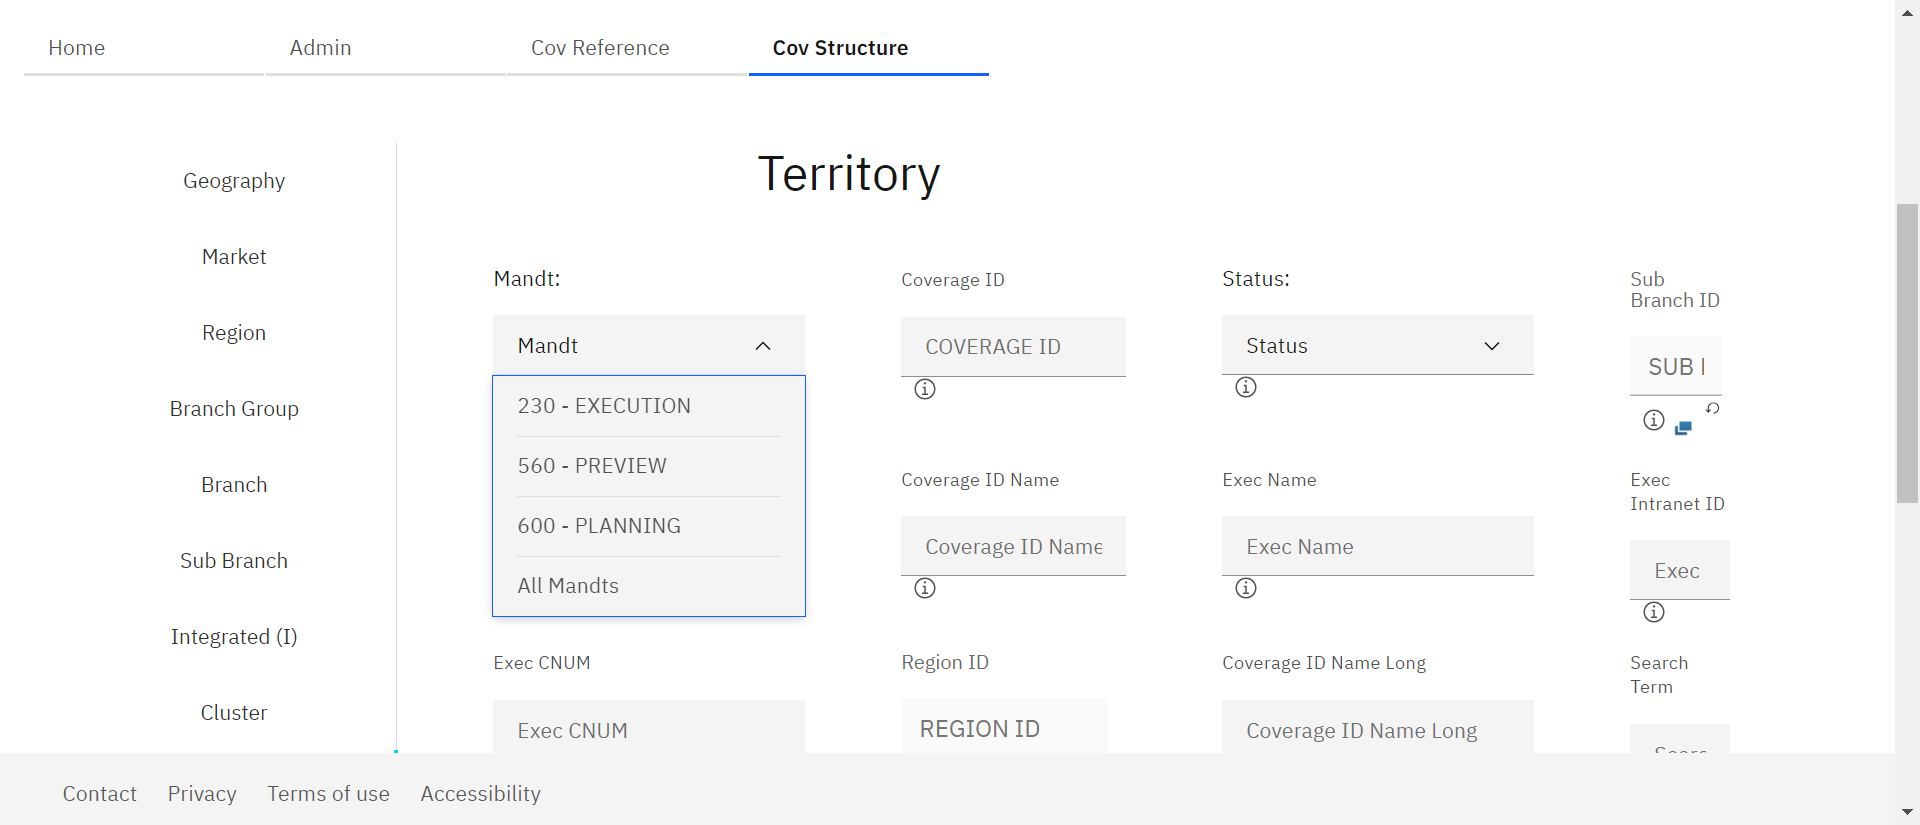 Home
Admin
Cov Reference
Cov Structure
Geography
Market
Region
Branch Group
Branch
Sub Branch
Integrated (I)
Cluster
Territory
Mandt:
Mandt
230 - EXECUTION
560 - PREVIEW
600 - PLANNING
All Mandts
Coverage ID
COVERAGE ID
Status:
Status
Sub
Branch ID
SUB
Coverage ID Name
Coverage ID Name
Exec Name
Exec Name
Exec
Intranet ID
Exec
Exec CNUM
Exec CNUM
Region ID
REGION ID
Coverage ID Name Long
Coverage ID Name Long
Search
Term
Contact
Privacy
Terms of use
Accessibility